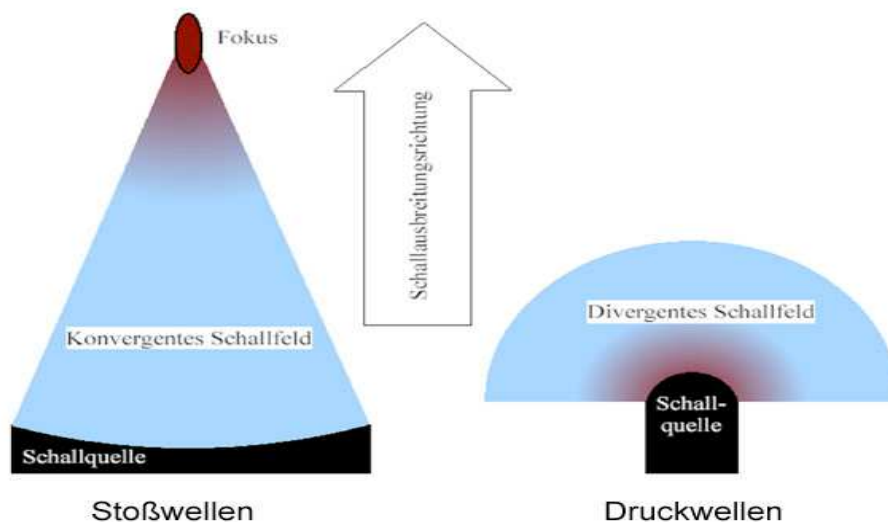 Fokus
Schallausbreitungsrichtung
Konvergentes Schallfeld
Divergentes Schallfeld
Schall-
quelle
Schallquelle
Stoßwellen
Druckwellen